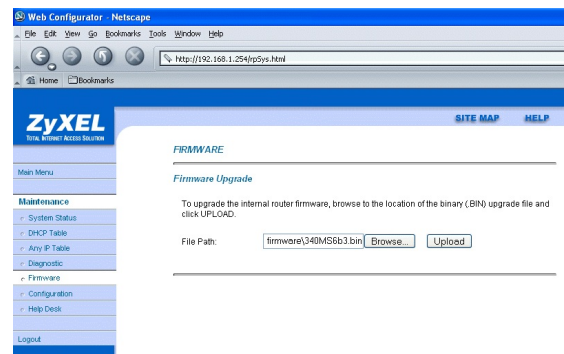 Web Configurator - Netscape
File Edit View Go Bookmarks Tools Window Help
http://192.168.1.254/rpSys.html
Home Bookmarks
SITE MAP HELP
ZyXEL
TOTAL INTERNET ACCESS SOLUTION
FIRMWARE
Main Menu
Firmware Upgrade
Maintenance
To upgrade the internal router firmware, browse to the location of the binary (.BIN) upgrade file and
click UPLOAD.
System Status
DHCP Table
File Path: firmware\340MS6b3.bin Browse... Upload
Any IP Table
Diagnostic
Firmware
Configuration
Help Desk
Logout